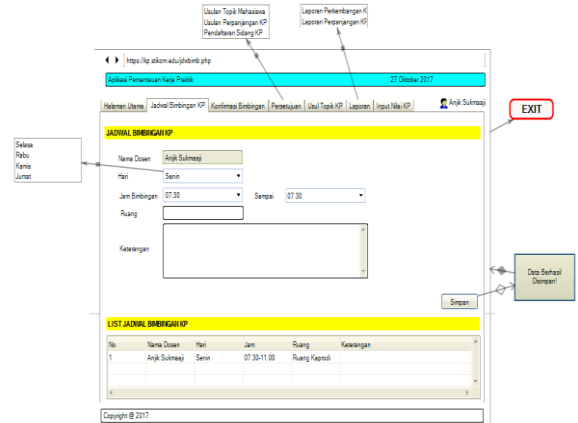 Usulan Topik Mahasiswa
Usulan Perpanjangan KP
Pendaftaran Sidang KP
Laporan Perkembangan KP
Laporan Perpanjangan KP
https://kp.stikom.edu/jdwbimb.php
Aplikasi Pemantauan Kerja Praktik 27 Oktober 2017
Halaman Utama Jadwal Bimbingan KP Konfirmasi Bimbingan Persetujuan Usul Topik KP Laporan Input Nilai KP Anjik Sukmaaji
EXIT
JADWAL BIMBINGAN KP
Selasa
Rabu
Kamis
Jumat
Nama Dosen Anjik Sukmaaji
Hari Senin
Jam Bimbingan 07.30 Sampai 07.30
Ruang
Keterangan
Data Berhasil
Disimpan!
Simpan
LIST JADWAL BIMBINGAN KP
No Nama Dosen Hari Jam Ruang Keterangan
1 Anjik Sukmaaji Senin 07.30-11.00 Ruang Kaprodi
Copyright @ 2017